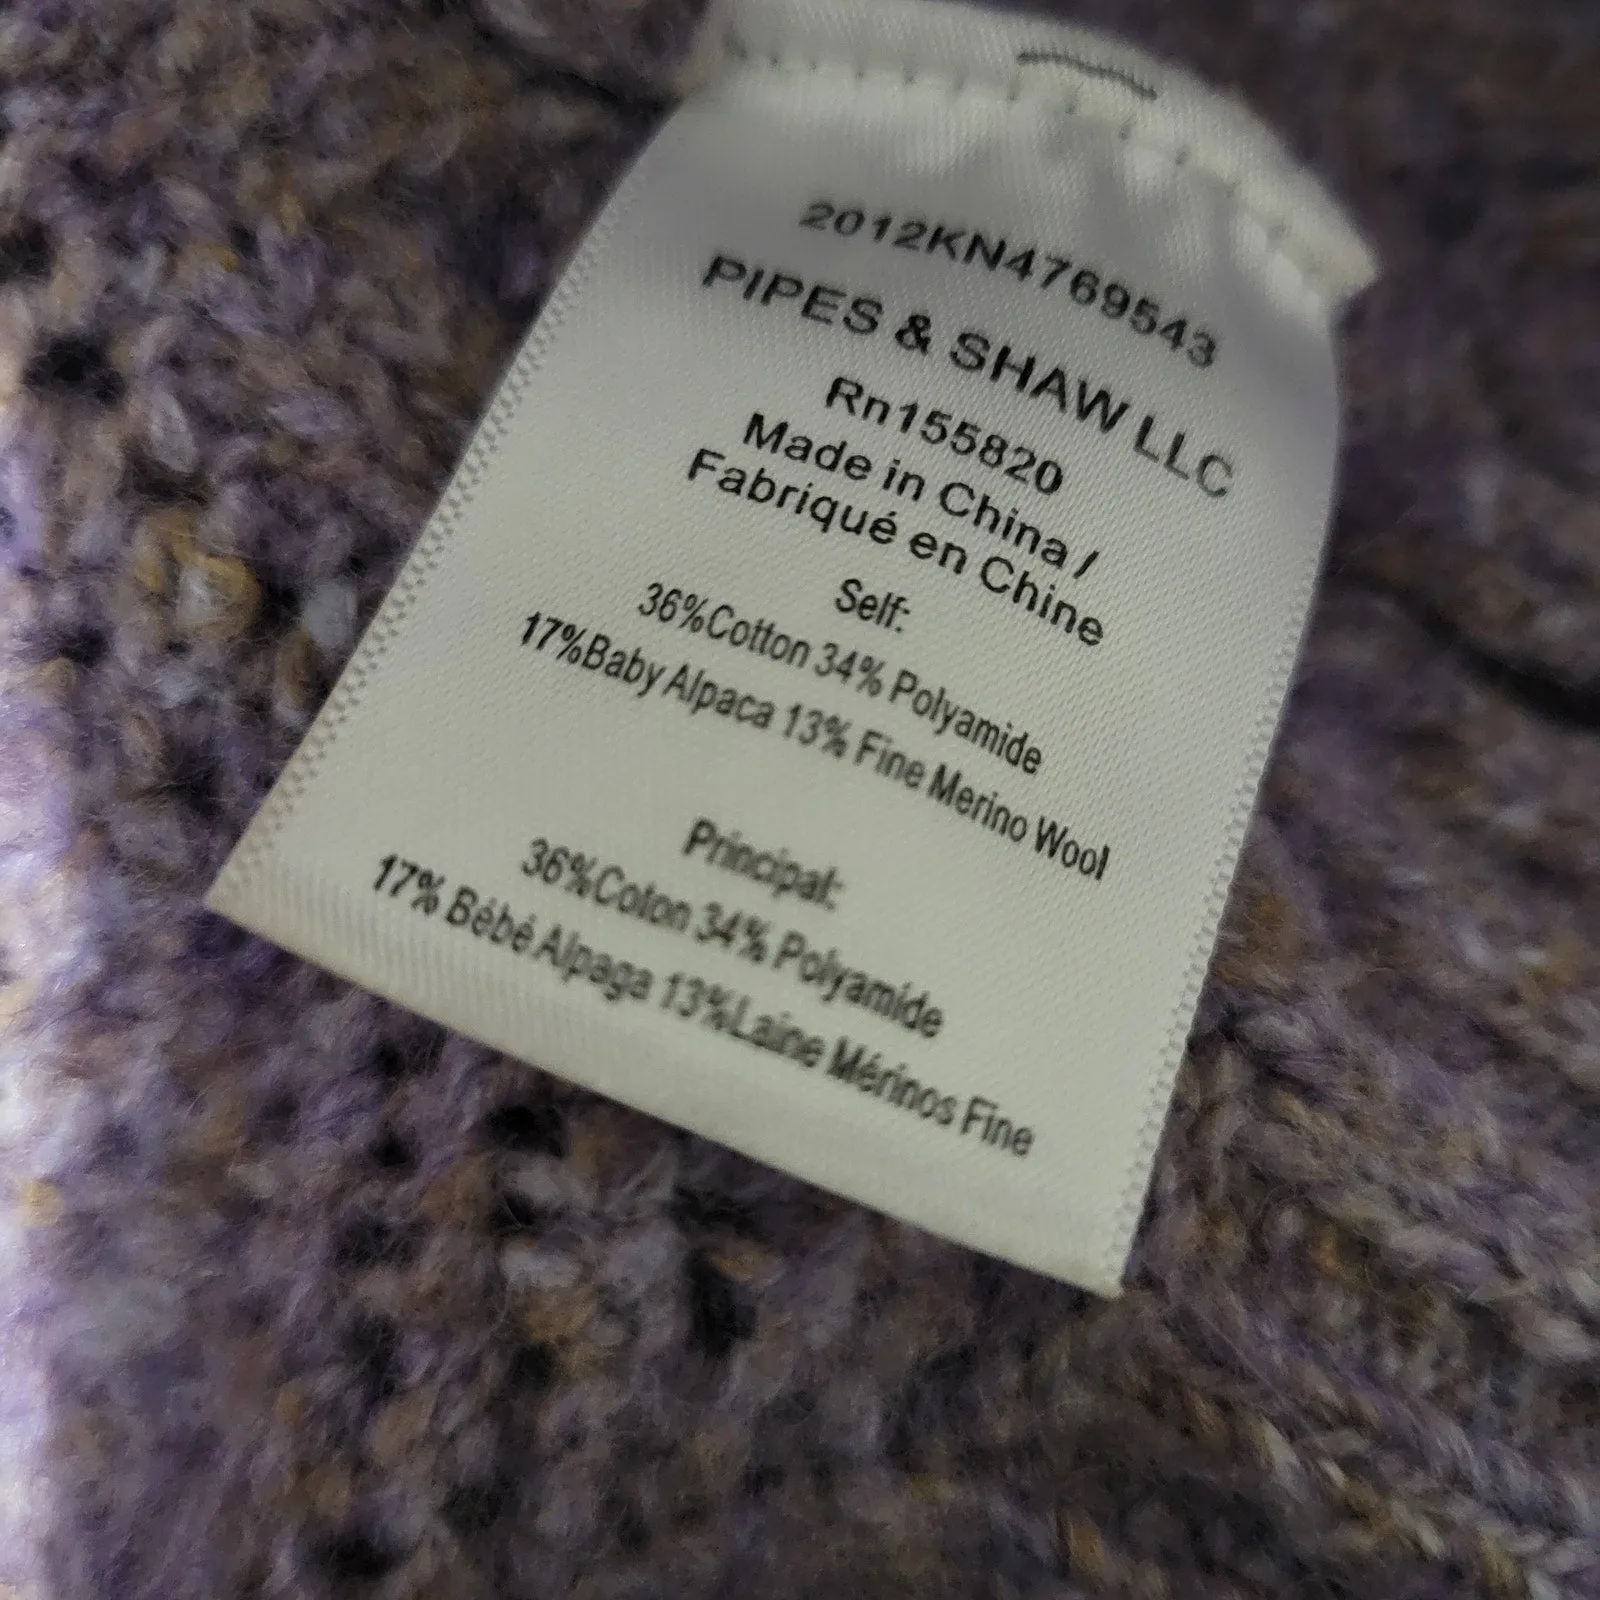 2012KN4769543
PIPES & SHAW LLC
Rn155820
Made in China /
Fabriqué en Chine
Self:
36%Cotton 34% Polyamide
17%Baby Alpaca 13% Fine Merino Wool
Principal:
36%Coton 34% Polyamide
17% Bébé Alpaga 13%Laine Mérinos Fine